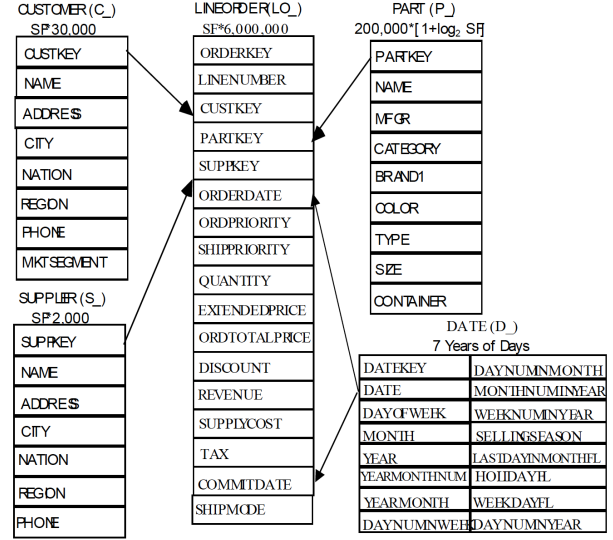 CUSTOMER (C_)
SF*30,000
CUSTKEY
NAME
ADDRESS
CITY
NATION
REGION
PHONE
MKTSEGMENT
SUPPLIER (S_)
SF*2,000
SUPPKEY
NAME
ADDRESS
CITY
NATION
REGION
PHONE
LINEORDER(LO_)
SF*6,000,000
ORDERKEY
LINENUMBER
CUSTKEY
PARTKEY
SUPPKEY
ORDERDATE
ORDPRIORITY
SHIPPRIORITY
QUANTITY
EXTENDEDPRICE
ORDTOTALPRICE
DISCOUNT
REVENUE
SUPPLYCOST
TAX
COMMITDATE
SHIPMODE
PART (P_)
200,000*[1+log₂ SF]
PARTKEY
NAME
MFGR
CATEGORY
BRAND1
COLOR
TYPE
SIZE
CONTAINER
DATE (D_)
7 Years of Days
DATEKEY DAYNUMINMONTH
DATE MONTHNUMINYEAR
DAYOFWEEK WEEKNUMINYEAR
MONTH SELLINGSEASON
YEAR LASTDAYINMONTHFL
YEARMONTHNUM HOLIDAYFL
YEARMONTH WEEKDAYFL
DAYNUMINWEEK DAYNUMINYEAR